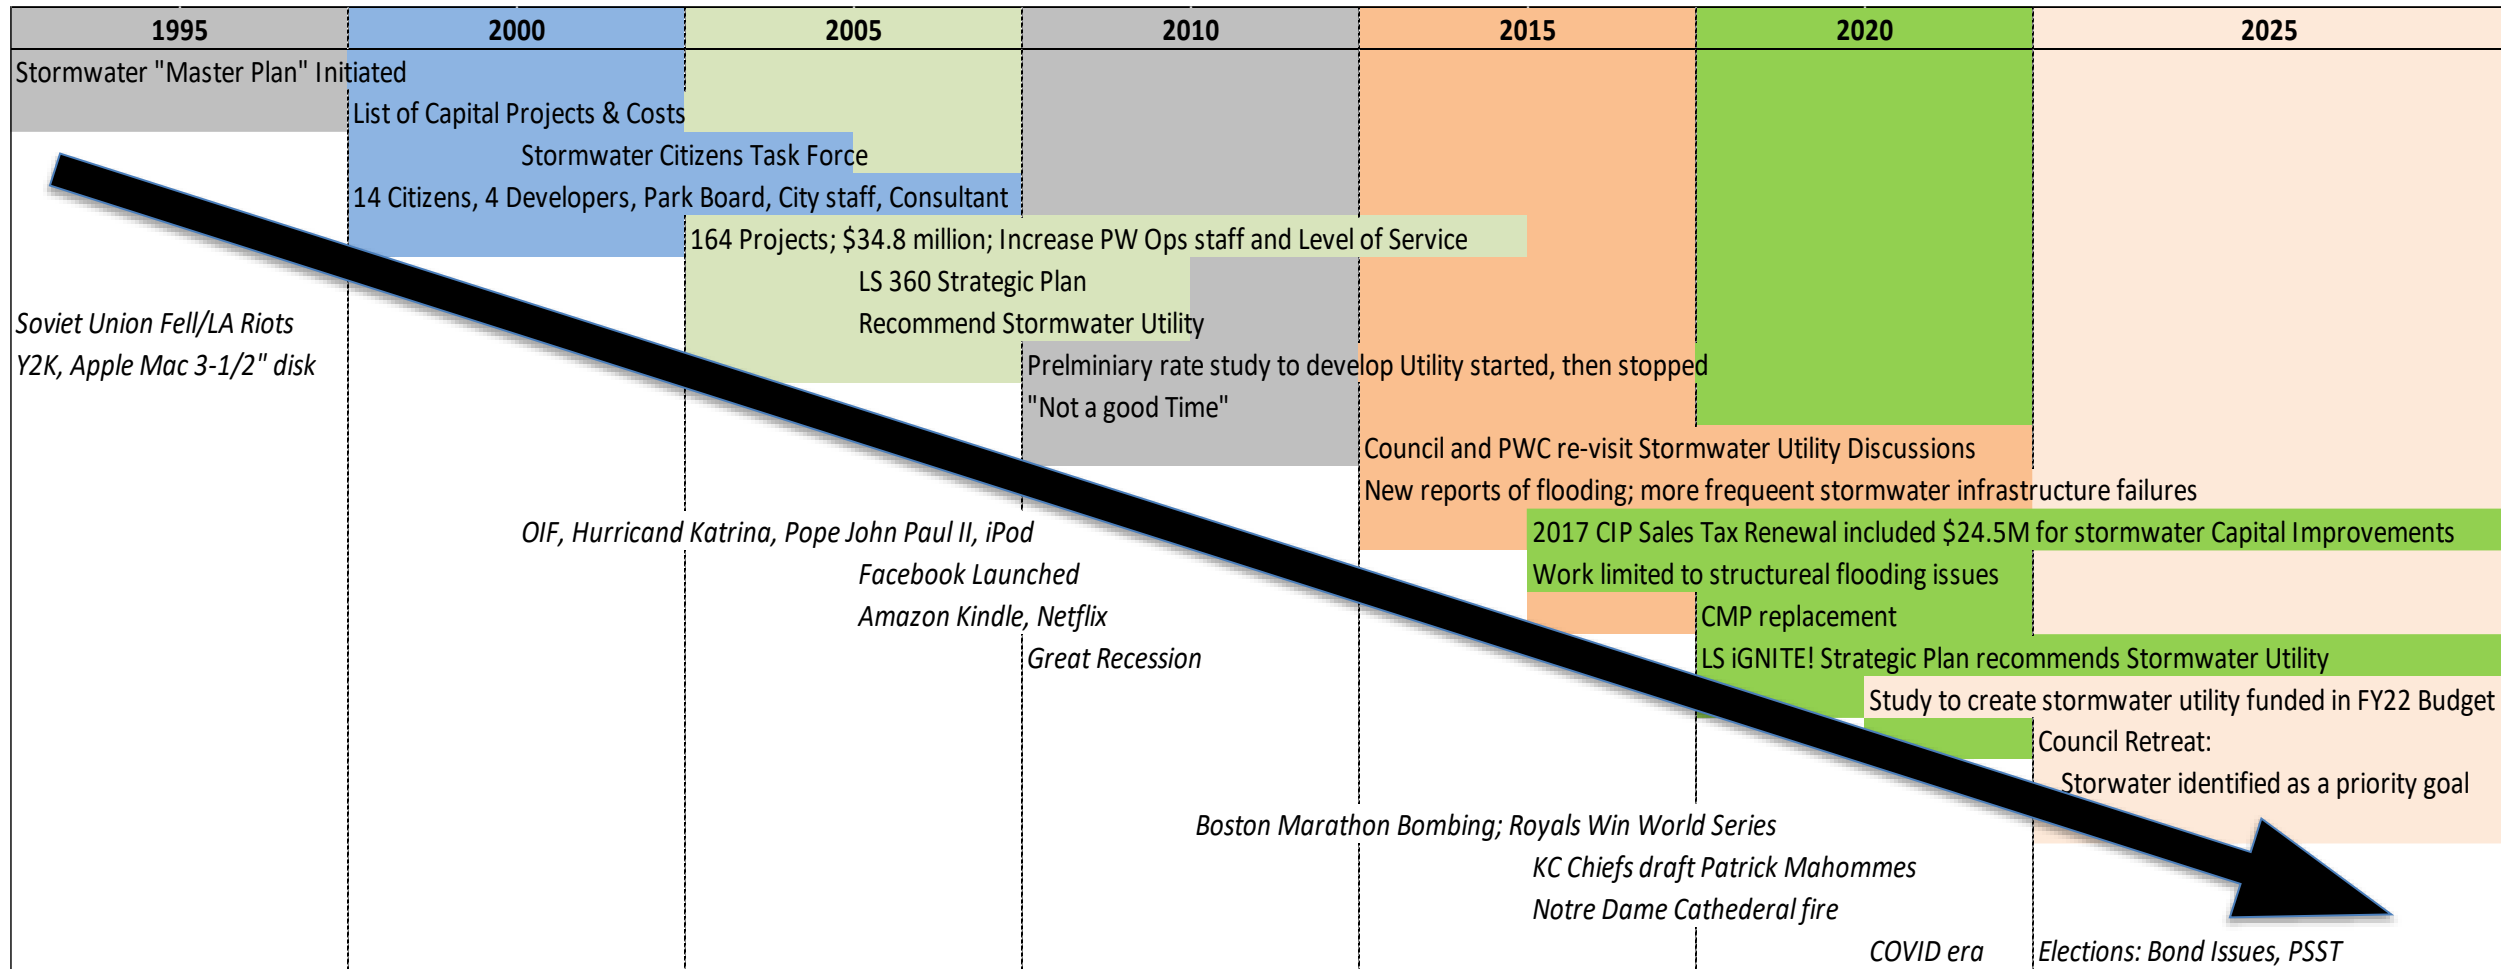 1995 2000 2005 2010 2015 2020 2025
Stormwater "Master Plan" Initiated
List of Capital Projects & Costs
Stormwater Citizens Task Force
14 Citizens, 4 Developers, Park Board, City staff, Consultant
164 Projects; $34.8 million; Increase PW Ops staff and Level of Service
LS 360 Strategic Plan
Soviet Union Fell/LA Riots
Recommend Stormwater Utility
Y2K, Apple Mac 3-1/2" disk
Prelminiary rate study to develop Utility started, then stopped
"Not a good Time"
Council and PWC re-visit Stormwater Utility Discussions
New reports of flooding; more frequeent stormwater infrastructure failures
OIF, Hurricand Katrina, Pope John Paul II, iPod
2017 CIP Sales Tax Renewal included $24.5M for stormwater Capital Improvements
Facebook Launched
Work limited to structureal flooding issues
Amazon Kindle, Netflix
CMP replacement
Great Recession
LS iGNITE! Strategic Plan recommends Stormwater Utility
Study to create stormwater utility funded in FY22 Budget
Council Retreat:
Storwater identified as a priority goal
Boston Marathon Bombing; Royals Win World Series
KC Chiefs draft Patrick Mahommes
Notre Dame Cathederal fire
COVID era
Elections: Bond Issues, PSST